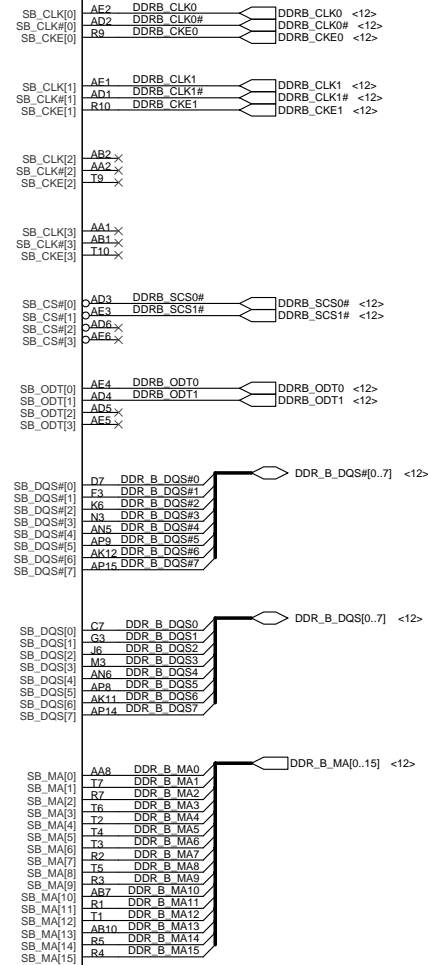 SB_CLK[0] AE2 DDRB_CLK0 DDRB_CLK0 <12>
SB_CLK#[0] AD2 DDRB_CLK0# DDRB_CLK0# <12>
SB_CKE[0] R9 DDRB_CKE0 DDRB_CKE0 <12>
SB_CLK[1] AE1 DDRB_CLK1 DDRB_CLK1 <12>
SB_CLK#[1] AD1 DDRB_CLK1# DDRB_CLK1# <12>
SB_CKE[1] R10 DDRB_CKE1 DDRB_CKE1 <12>
SB_CLK[2] AB2
SB_CLK#[2] AA2
SB_CKE[2] T9
SB_CLK[3] AA1
SB_CLK#[3] AB1
SB_CKE[3] T10
SB_CS#[0] AD3 DDRB_SCS0# DDRB_SCS0# <12>
SB_CS#[1] AE3 DDRB_SCS1# DDRB_SCS1# <12>
SB_CS#[2] AD6
SB_CS#[3] AE6
SB_ODT[0] AE4 DDRB_ODT0 DDRB_ODT0 <12>
SB_ODT[1] AD4 DDRB_ODT1 DDRB_ODT1 <12>
SB_ODT[2] AD5
SB_ODT[3] AE5
DDR_B_DQS#[0..7] <12>
SB_DQS#[0] D7 DDR_B_DQS#0
SB_DQS#[1] F3 DDR_B_DQS#1
SB_DQS#[2] K6 DDR_B_DQS#2
SB_DQS#[3] N3 DDR_B_DQS#3
SB_DQS#[4] AN5 DDR_B_DQS#4
SB_DQS#[5] AP9 DDR_B_DQS#5
SB_DQS#[6] AK12 DDR_B_DQS#6
SB_DQS#[7] AP15 DDR_B_DQS#7
DDR_B_DQS[0..7] <12>
SB_DQS[0] C7 DDR_B_DQS0
SB_DQS[1] G3 DDR_B_DQS1
SB_DQS[2] J6 DDR_B_DQS2
SB_DQS[3] M3 DDR_B_DQS3
SB_DQS[4] AN6 DDR_B_DQS4
SB_DQS[5] AP8 DDR_B_DQS5
SB_DQS[6] AK11 DDR_B_DQS6
SB_DQS[7] AP14 DDR_B_DQS7
DDR_B_MA[0..15] <12>
SB_MA[0] AA8 DDR_B_MA0
SB_MA[1] T7 DDR_B_MA1
SB_MA[2] R7 DDR_B_MA2
SB_MA[3] T6 DDR_B_MA3
SB_MA[4] T2 DDR_B_MA4
SB_MA[5] T4 DDR_B_MA5
SB_MA[6] T3 DDR_B_MA6
SB_MA[7] R2 DDR_B_MA7
SB_MA[8] T5 DDR_B_MA8
SB_MA[9] R3 DDR_B_MA9
SB_MA[10] AB7 DDR_B_MA10
SB_MA[11] R1 DDR_B_MA11
SB_MA[12] T1 DDR_B_MA12
SB_MA[13] AB10 DDR_B_MA13
SB_MA[14] R5 DDR_B_MA14
SB_MA[15] R4 DDR_B_MA15